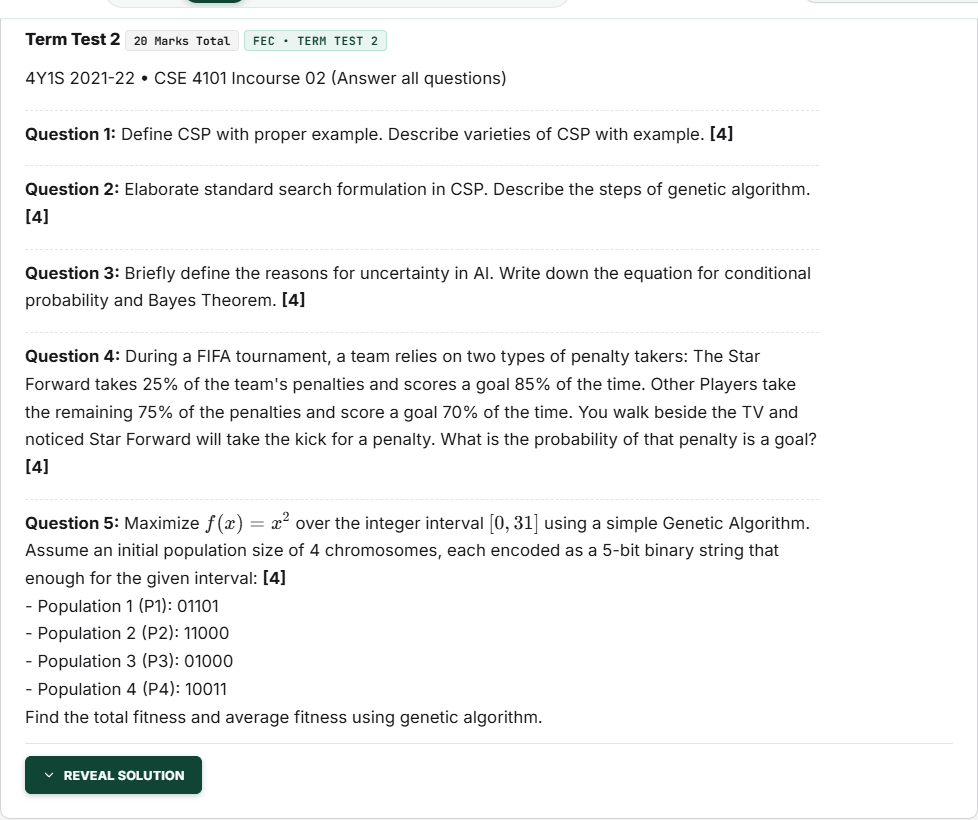 Term Test 2 20 Marks Total FEC • TERM TEST 2
4Y1S 2021-22 • CSE 4101 Incourse 02 (Answer all questions)
Question 1: Define CSP with proper example. Describe varieties of CSP with example. [4]
Question 2: Elaborate standard search formulation in CSP. Describe the steps of genetic algorithm.
[4]
Question 3: Briefly define the reasons for uncertainty in AI. Write down the equation for conditional
probability and Bayes Theorem. [4]
Question 4: During a FIFA tournament, a team relies on two types of penalty takers: The Star
Forward takes 25% of the team's penalties and scores a goal 85% of the time. Other Players take
the remaining 75% of the penalties and score a goal 70% of the time. You walk beside the TV and
noticed Star Forward will take the kick for a penalty. What is the probability of that penalty is a goal?
[4]
Question 5: Maximize f(x) = x² over the integer interval [0, 31] using a simple Genetic Algorithm.
Assume an initial population size of 4 chromosomes, each encoded as a 5-bit binary string that
enough for the given interval: [4]
- Population 1 (P1): 01101
- Population 2 (P2): 11000
- Population 3 (P3): 01000
- Population 4 (P4): 10011
Find the total fitness and average fitness using genetic algorithm.
REVEAL SOLUTION